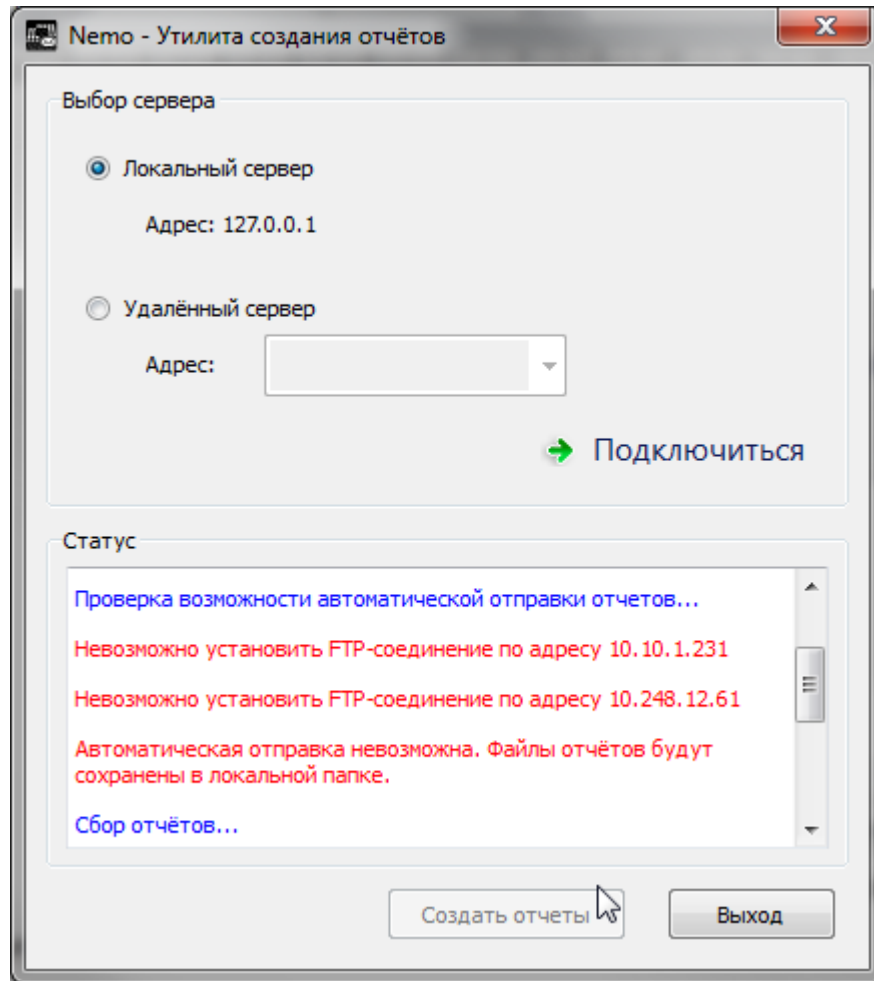 Nemo - Утилита создания отчётов
Выбор сервера
Локальный сервер
Адрес: 127.0.0.1
Удалённый сервер
Адрес:
Подключиться
Статус
Проверка возможности автоматической отправки отчетов...
Невозможно установить FTP-соединение по адресу 10.10.1.231
Невозможно установить FTP-соединение по адресу 10.248.12.61
Автоматическая отправка невозможна. Файлы отчётов будут
сохранены в локальной папке.
Сбор отчётов...
Создать отчеты
Выход